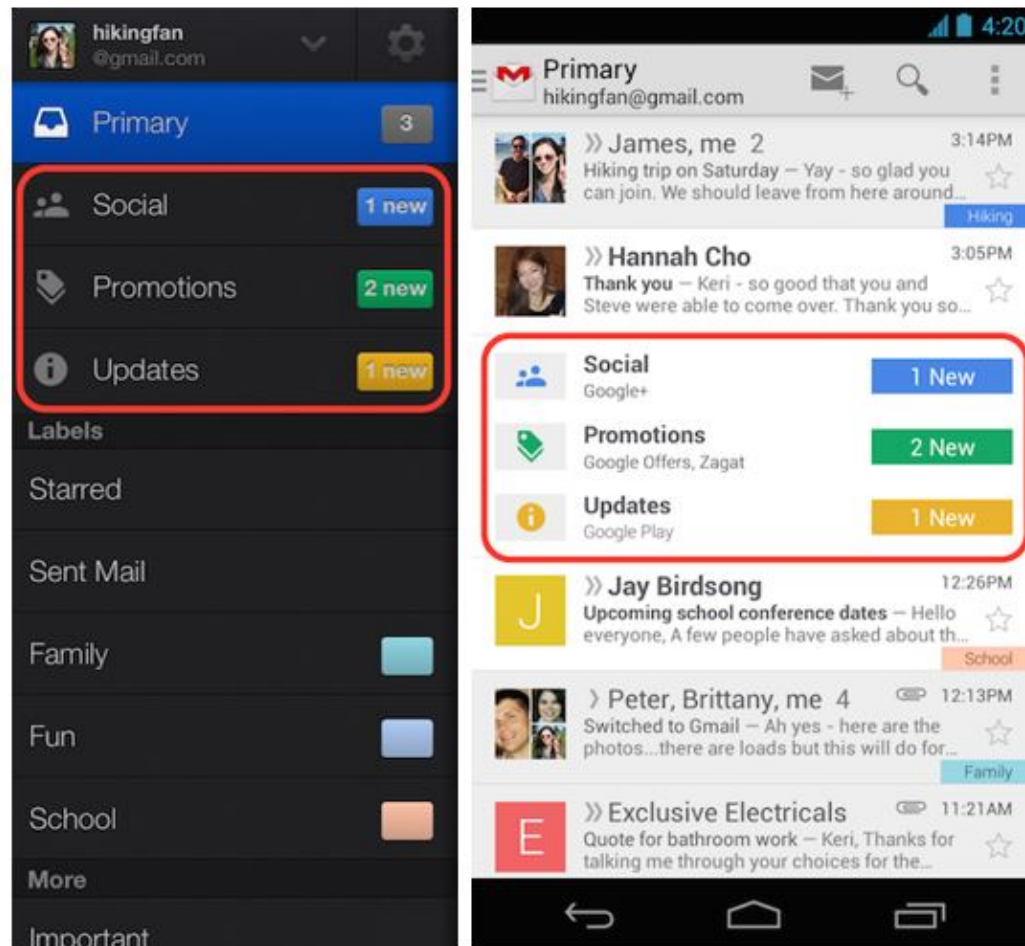 hikingfan
@gmail.com
Primary 3
Social 1 new
Promotions 2 new
Updates 1 new
Labels
Starred
Sent Mail
Family
Fun
School
More
Important
4:20
Primary
hikingfan@gmail.com
James, me 2 3:14PM
Hiking trip on Saturday – Yay - so glad you
can join. We should leave from here around...
Hiking
Hannah Cho 3:05PM
Thank you – Keri - so good that you and
Steve were able to come over. Thank you so...
Social
Google+
1 New
Promotions
Google Offers, Zagat
2 New
Updates
Google Play
1 New
J
Jay Birdsong 12:26PM
Upcoming school conference dates – Hello
everyone, A few people have asked about th...
School
Peter, Brittany, me 4 12:13PM
Switched to Gmail – Ah yes - here are the
photos...there are loads but this will do for...
Family
E
Exclusive Electricals 11:21AM
Quote for bathroom work – Keri, Thanks for
talking me through your choices for the...